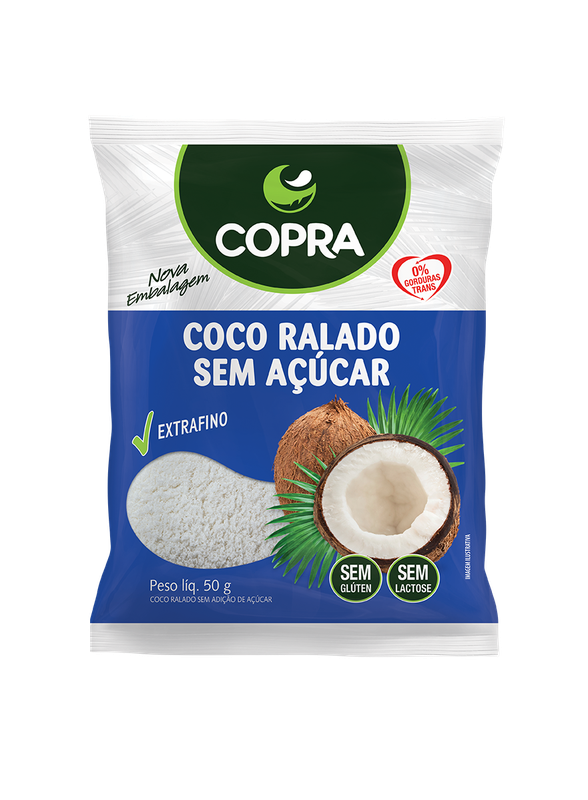 COPRA
Nova
Embalagem
0%
GORDURAS
TRANS
COCO RALADO
SEM AÇÚCAR
EXTRAFINO
SEM
GLÚTEN
SEM
LACTOSE
Peso líq. 50 g
COCO RALADO SEM ADIÇÃO DE AÇÚCAR
IMAGEM ILUSTRATIVA